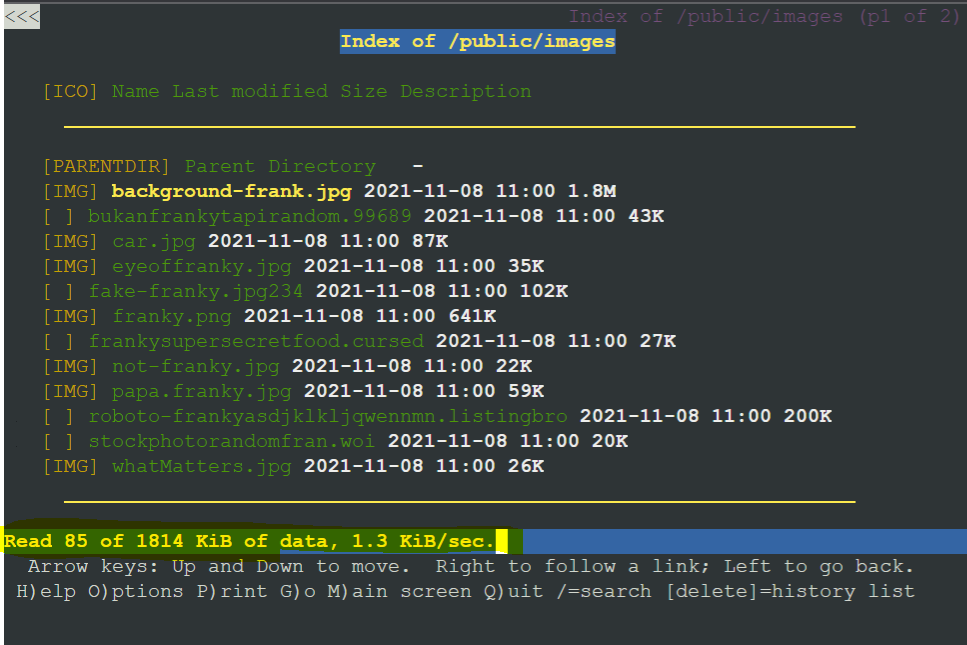 <<<
Index of /public/images (p1 of 2)
Index of /public/images
[ICO] Name Last modified Size Description
[PARENTDIR] Parent Directory -
[IMG] background-frank.jpg 2021-11-08 11:00 1.8M
[ ] bukanfrankytapirandom.99689 2021-11-08 11:00 43K
[IMG] car.jpg 2021-11-08 11:00 87K
[IMG] eyeoffranky.jpg 2021-11-08 11:00 35K
[ ] fake-franky.jpg234 2021-11-08 11:00 102K
[IMG] franky.png 2021-11-08 11:00 641K
[ ] frankysupersecretfood.cursed 2021-11-08 11:00 27K
[IMG] not-franky.jpg 2021-11-08 11:00 22K
[IMG] papa.franky.jpg 2021-11-08 11:00 59K
[ ] roboto-frankyasdjklkljqwennmn.listingbro 2021-11-08 11:00 200K
[ ] stockphotorandomfran.woi 2021-11-08 11:00 20K
[IMG] whatMatters.jpg 2021-11-08 11:00 26K
Read 85 of 1814 KiB of data, 1.3 KiB/sec.
Arrow keys: Up and Down to move. Right to follow a link; Left to go back.
H)elp O)ptions P)rint G)o M)ain screen Q)uit /=search [delete]=history list